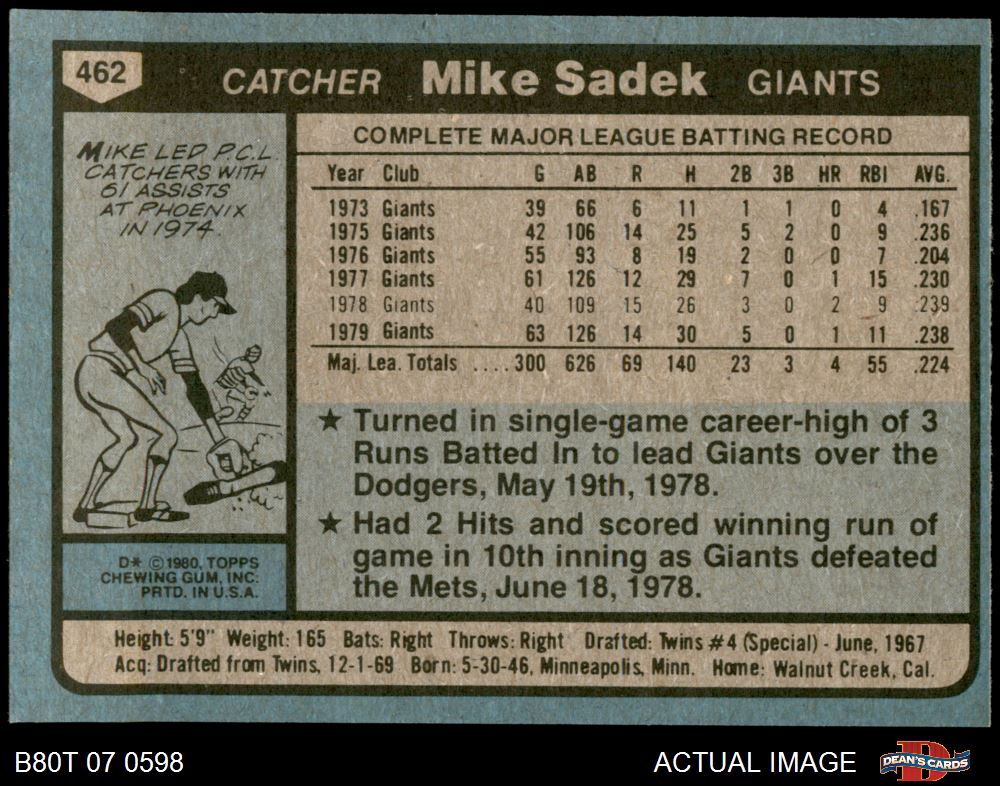 462 CATCHER Mike Sadek GIANTS
MIKE LED P.C.L.
CATCHERS WITH
61 ASSISTS
AT PHOENIX
IN 1974.
COMPLETE MAJOR LEAGUE BATTING RECORD
Year Club G AB R H 2B 3B HR RBI AVG.
1973 Giants 39 66 6 11 1 1 0 4 .167
1975 Giants 42 106 14 25 5 2 0 9 .236
1976 Giants 55 93 8 19 2 0 0 7 .204
1977 Giants 61 126 12 29 7 0 1 15 .230
1978 Giants 40 109 15 26 3 0 2 9 .239
1979 Giants 63 126 14 30 5 0 1 11 .238
Maj. Lea. Totals ....300 626 69 140 23 3 4 55 .224
★ Turned in single-game career-high of 3
Runs Batted In to lead Giants over the
Dodgers, May 19th, 1978.
★ Had 2 Hits and scored winning run of
game in 10th inning as Giants defeated
the Mets, June 18, 1978.
D* © 1980, TOPPS
CHEWING GUM, INC.
PRTD. IN U.S.A.
Height: 5'9" Weight: 165 Bats: Right Throws: Right Drafted: Twins #4 (Special) - June, 1967
Acq: Drafted from Twins, 12-1-69 Born: 5-30-46, Minneapolis, Minn. Home: Walnut Creek, Cal.
B80T 07 0598 ACTUAL IMAGE D DEAN'S CARDS